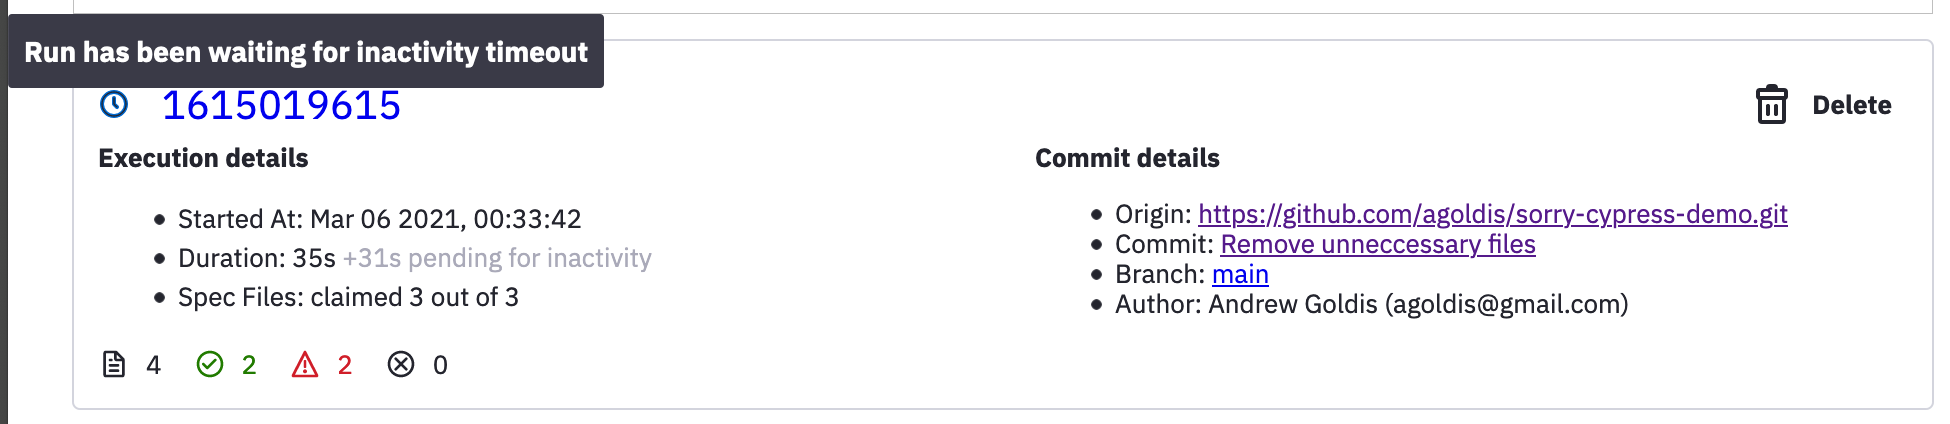 Run has been waiting for inactivity timeout
1615019615
Delete
Execution details
Started At: Mar 06 2021, 00:33:42
Duration: 35s +31s pending for inactivity
Spec Files: claimed 3 out of 3
4 2 2 0
Commit details
Origin: https://github.com/agoldis/sorry-cypress-demo.git
Commit: Remove unneccessary files
Branch: main
Author: Andrew Goldis (agoldis@gmail.com)